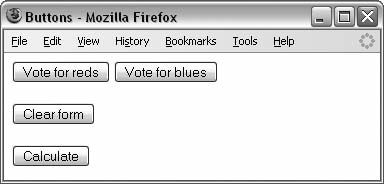 Buttons - Mozilla Firefox
File Edit View History Bookmarks Tools Help
Vote for reds Vote for blues
Clear form
Calculate